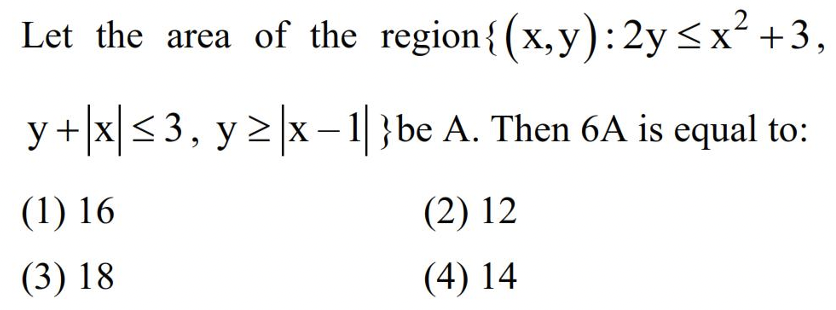 Let the area of the region{(x,y):2y≤x²+3,
y+|x|≤3, y≥|x−1| }be A. Then 6A is equal to:
(1) 16 (2) 12
(3) 18 (4) 14